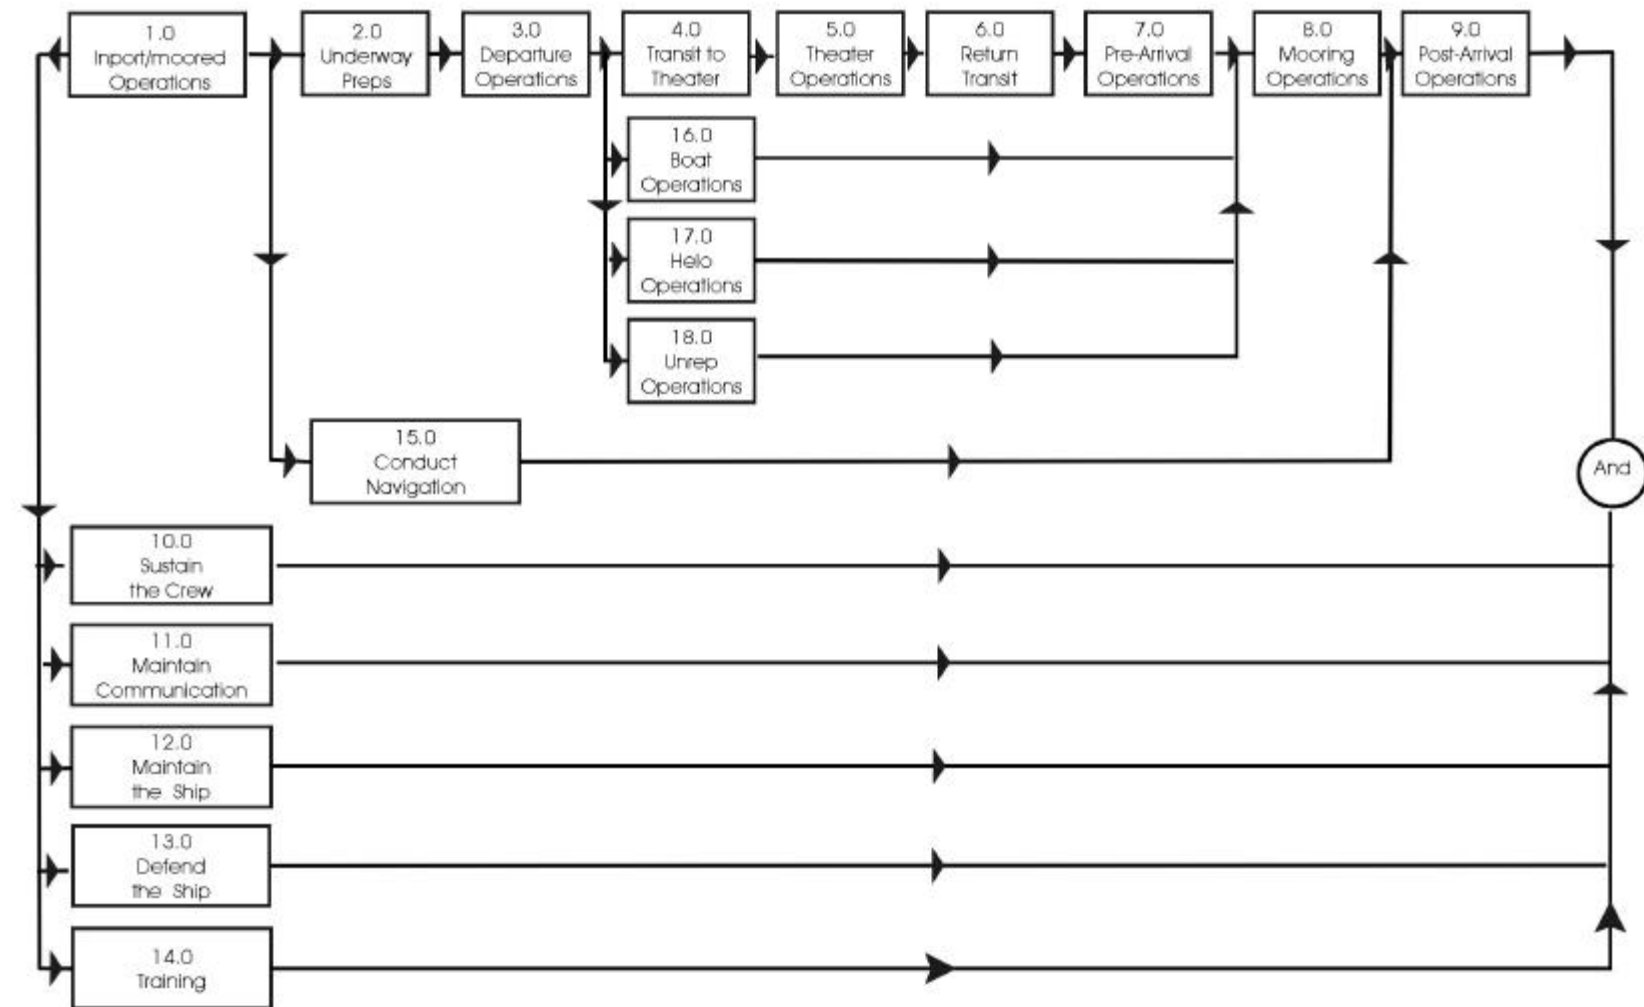 1.0
Inport/moored
Operations
2.0
Underway
Preps
3.0
Departure
Operations
4.0
Transit to
Theater
5.0
Theater
Operations
6.0
Return
Transit
7.0
Pre-Arrival
Operations
8.0
Mooring
Operations
9.0
Post-Arrival
Operations
16.0
Boat
Operations
17.0
Helo
Operations
18.0
Unrep
Operations
15.0
Conduct
Navigation
And
10.0
Sustain
the Crew
11.0
Maintain
Communication
12.0
Maintain
the Ship
13.0
Defend
the Ship
14.0
Training